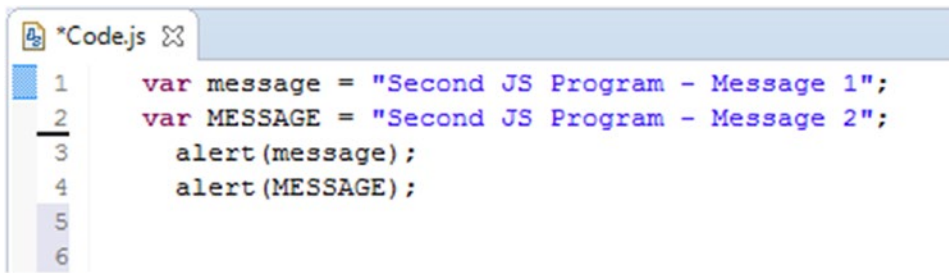 *Code.js
1 var message = "Second JS Program - Message 1";
2 var MESSAGE = "Second JS Program - Message 2";
3 alert(message);
4 alert(MESSAGE);
5
6